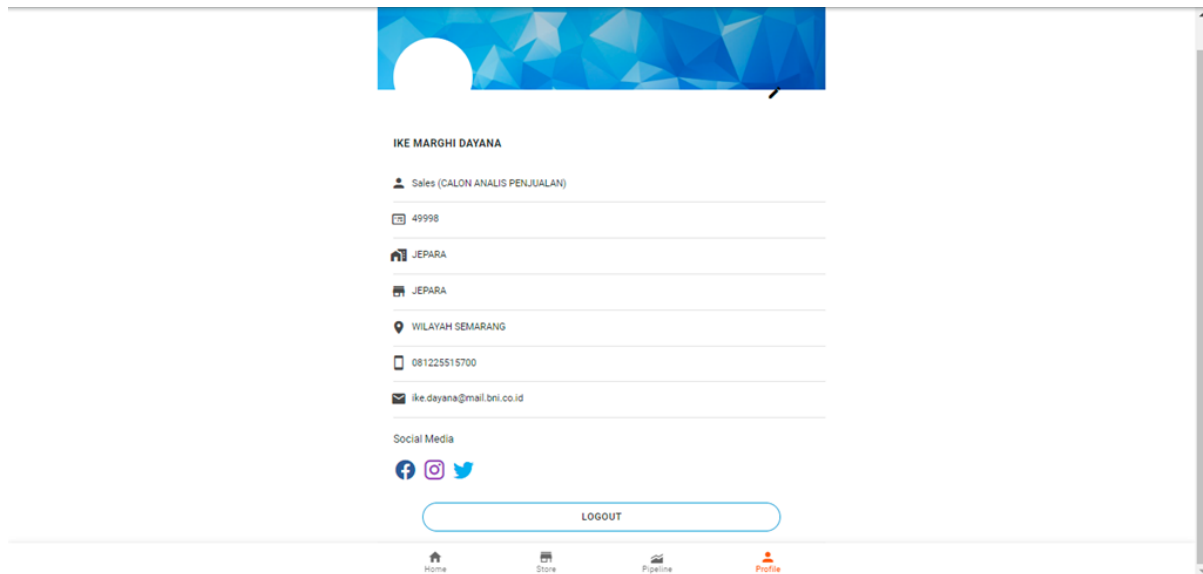 IKE MARGHI DAYANA
Sales (CALON ANALIS PENJUALAN)
49998
JEPARA
JEPARA
WILAYAH SEMARANG
081225515700
ike.dayana@mail.bni.co.id
Social Media
LOGOUT
Home Store Pipeline Profile